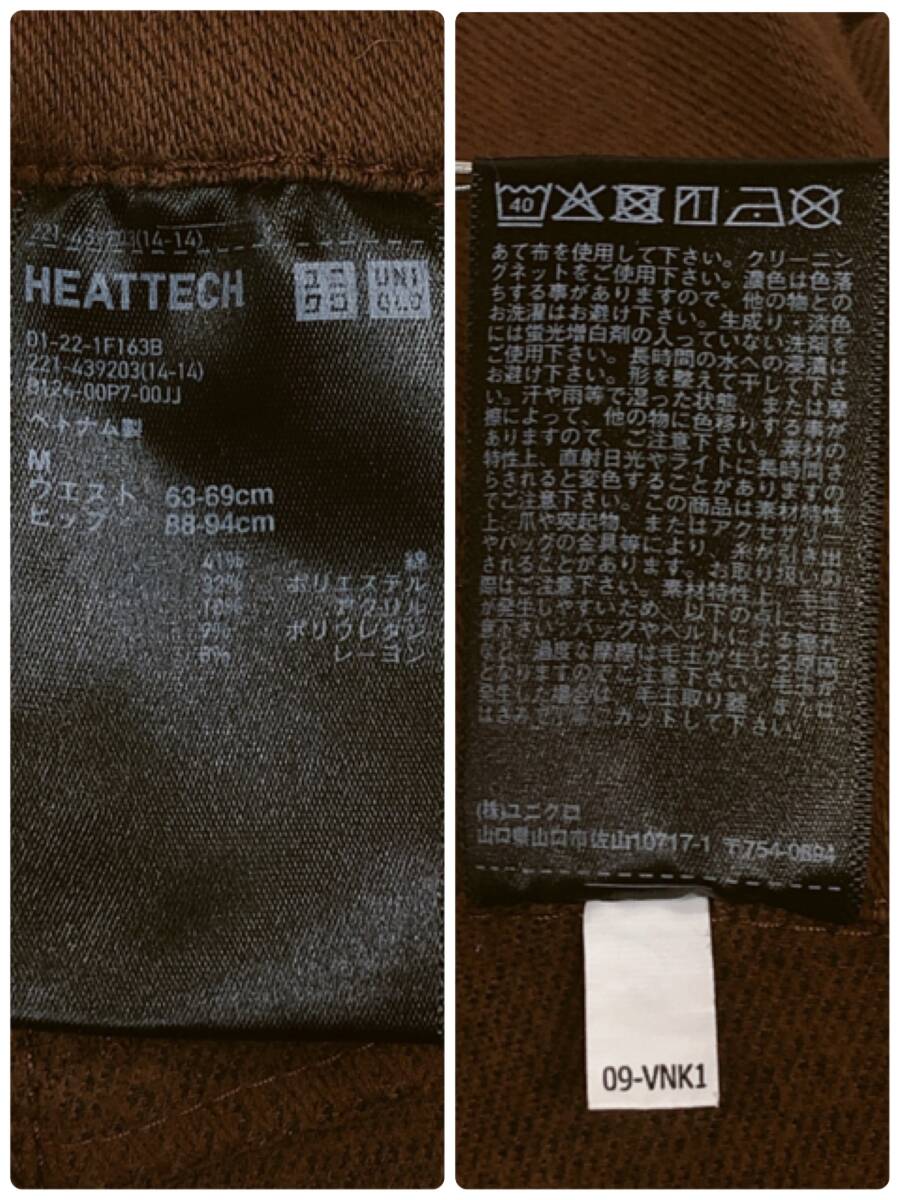 221-439203(14-14)
HEATTECH
ユニ
クロ
UNI
QLO
01-22-1F163B
221-439203(14-14)
8124-00P7-00JJ
ベトナム製
M
ウエスト 63-69cm
ヒップ 88-94cm
41% 綿
ポリエステル
10% アクリル
ポリウレタン
レーヨン
40
あて布を使用して下さい。クリーニン
グネットをご使用下さい。濃色は色落
ちする事がありますので、他の物との
お洗濯はお避け下さい。生成り・淡色
には蛍光増白剤の入っていない洗剤を
ご使用下さい。長時間の水への浸漬は
お避け下さい。形を整えて干して下さ
い。汗や雨等で湿った状態、または摩
擦によって、他の物に色移りする事が
ありますので、ご注意下さい。素材の
特性上、直射日光やライトに長時間当
ちされると変色することがあります
でご注意下さい。この商品は素材特性
上、爪や突起物、またはアクセサリー
やバッグの金具等により、糸が引き出
されることがあります。お取り扱いの
際はご注意下さい。素材の特性上、毛玉
が発生しやすいため、以下の点にご注
意下さい。バッグやベルトによる摩擦
など、過度な摩擦は毛玉が生じる原因
となりますのでご注意下さい。毛玉が
発生した場合は、毛玉取り器、または
はさみで丁寧にカットして下さい。
(株)ユニクロ
山口県山口市佐山10717-1 〒754-0894
09-VNK1